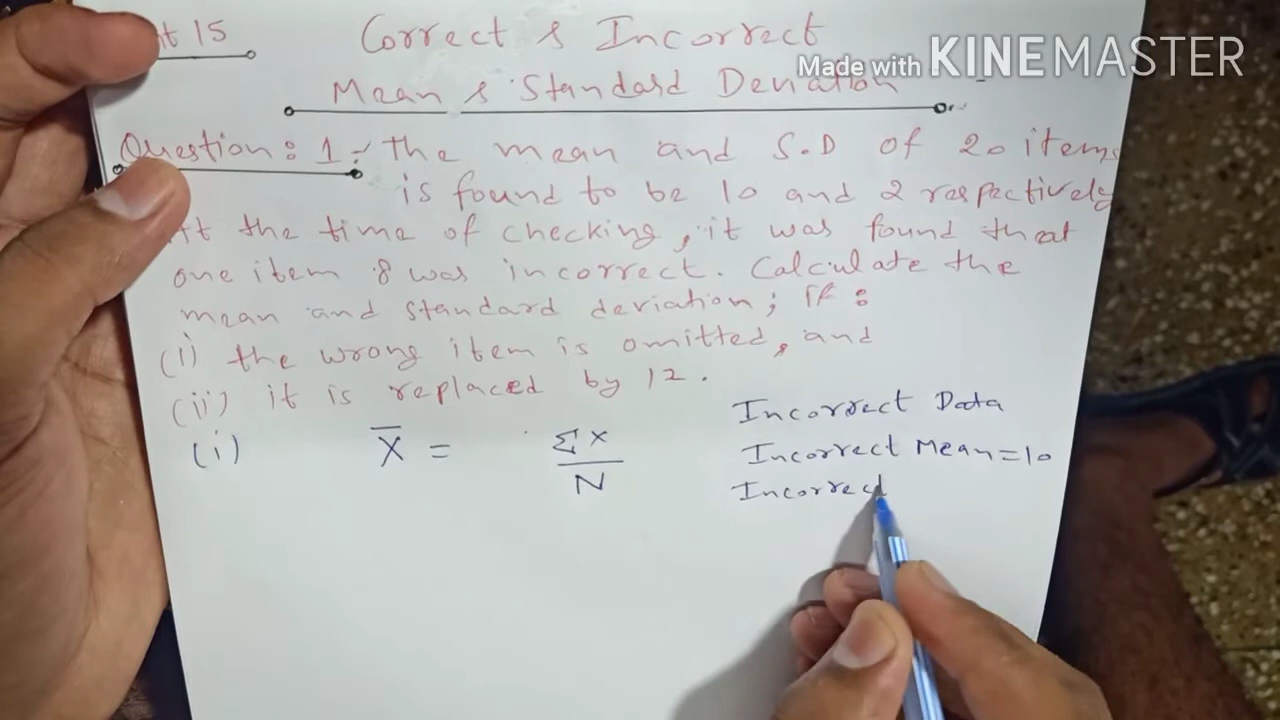 15
Correct & Incorrect
Made with KINEMASTER
Mean & Standard Deviation
Question: 1:- the mean and S.D of 20 items
is found to be 10 and 2 respectively
At the time of checking, it was found that
one item 8 was incorrect. Calculate the
mean and standard deviation; If:
(i) the wrong item is omitted, and
(ii) it is replaced by 12.
Incorrect Data
(i) X̄ = ΣX / N
Incorrect Mean = 10
Incorrect